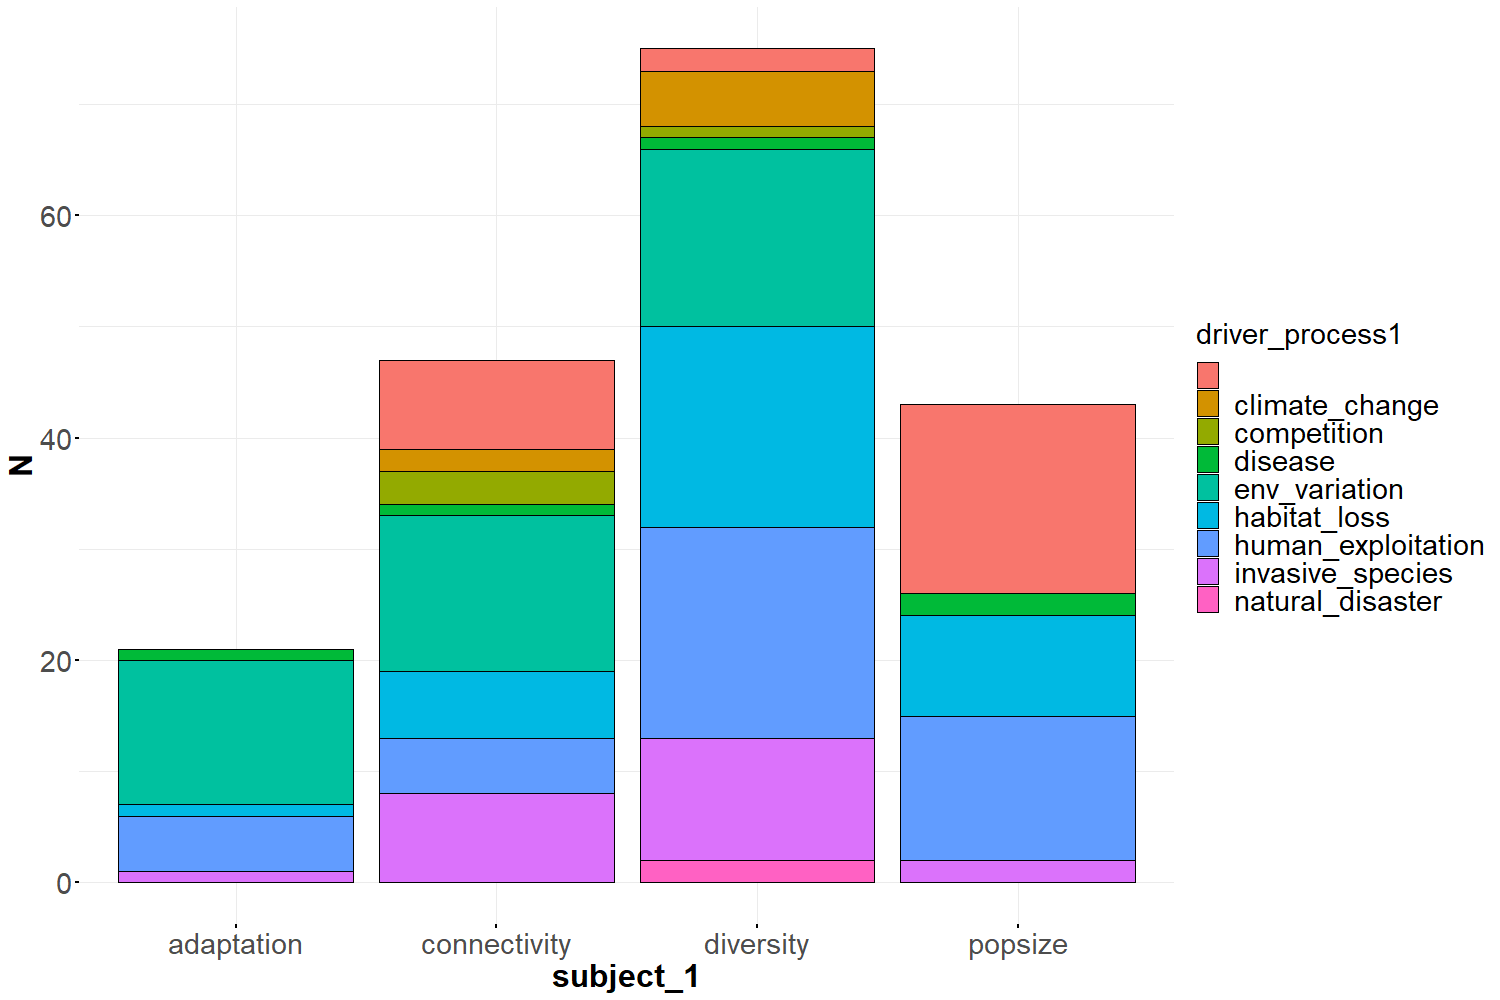 N
60
40
20
0
adaptation connectivity diversity popsize
subject_1
driver_process1
climate_change
competition
disease
env_variation
habitat_loss
human_exploitation
invasive_species
natural_disaster